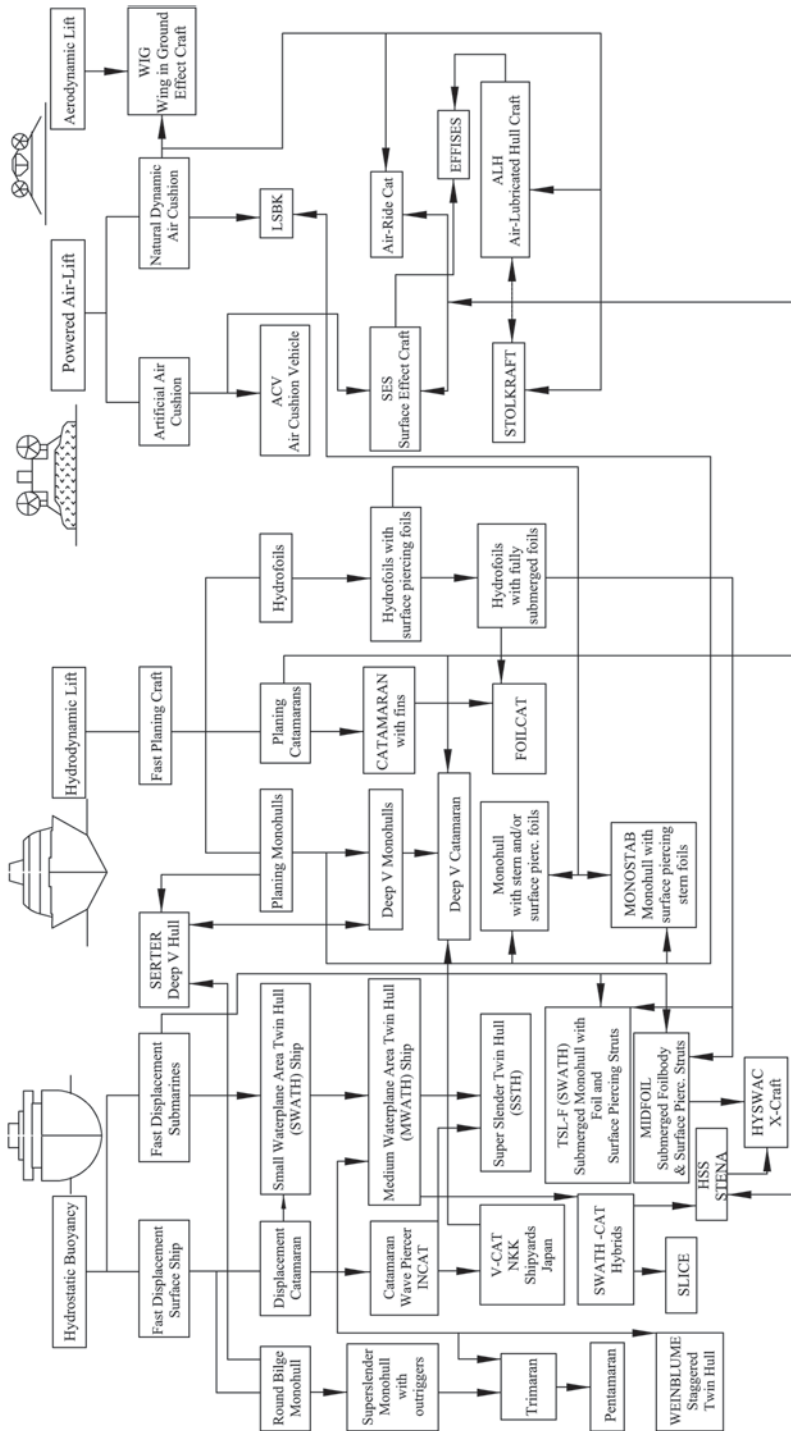 Hydrostatic Buoyancy
Hydrodynamic Lift
Powered Air-Lift
Aerodynamic Lift
Fast Displacement
Surface Ship
Fast Displacement
Submarines
SERTER
Deep V Hull
Fast Planing Craft
Artificial Air
Cushion
Natural Dynamic
Air Cushion
WIG
Wing in Ground
Effect Craft
Round Bilge
Monohull
Displacement
Catamaran
Small Waterplane Area Twin Hull
(SWATH) Ship
Planing Monohulls
Planing
Catamarans
Hydrofoils
ACV
Air Cushion Vehicle
LSBK
Superslender
Monohull
with
outriggers
Catamaran
Wave Piercer
INCAT
Medium Waterplane Area Twin Hull
(MWATH) Ship
Deep V Monohulls
CATAMARAN
with fins
Hydrofoils with
surface piercing foils
SES
Surface Effect Craft
Air-Ride Cat
EFFISES
Trimaran
V-CAT
NKK
Shipyards
Japan
Super Slender Twin Hull
(SSTH)
Deep V Catamaran
FOILCAT
Hydrofoils
with fully
submerged foils
STOLKRAFT
ALH
Air-Lubricated Hull Craft
Pentamaran
SWATH -CAT
Hybrids
TSL-F (SWATH)
Submerged Monohull with
Foil and
Surface Piercing Struts
Monohull
with stern and/or
surface pierc. foils
WEINBLUME
Staggered
Twin Hull
SLICE
HSS
STENA
MIDFOIL
Submerged Foilbody
& Surface Pierc. Struts
HYSWAC
X-Craft
MONOSTAB
Monohull with
surface piercing
stern foils